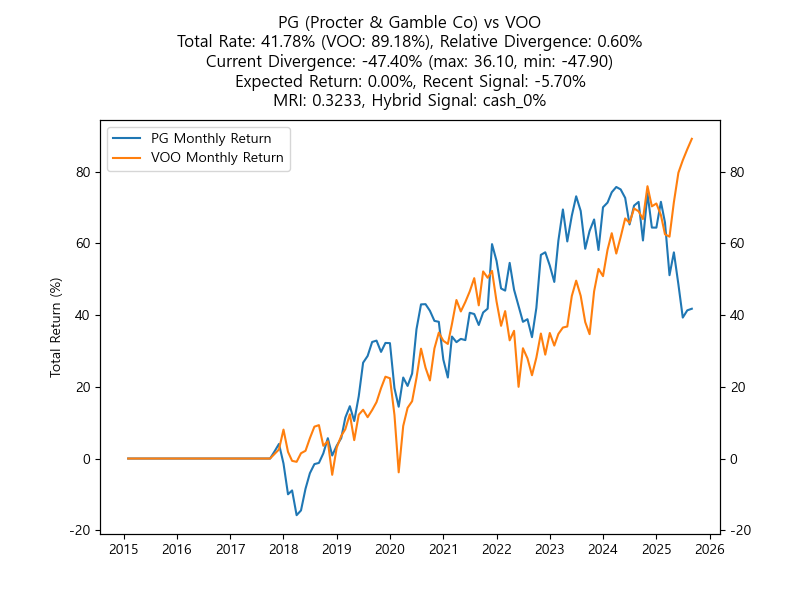 PG (Procter & Gamble Co) vs VOO
Total Rate: 41.78% (VOO: 89.18%), Relative Divergence: 0.60%
Current Divergence: -47.40% (max: 36.10, min: -47.90)
Expected Return: 0.00%, Recent Signal: -5.70%
MRI: 0.3233, Hybrid Signal: cash_0%
PG Monthly Return
VOO Monthly Return
Total Return (%)
80 80
60 60
40 40
20 20
0 0
-20 -20
2015 2016 2017 2018 2019 2020 2021 2022 2023 2024 2025 2026